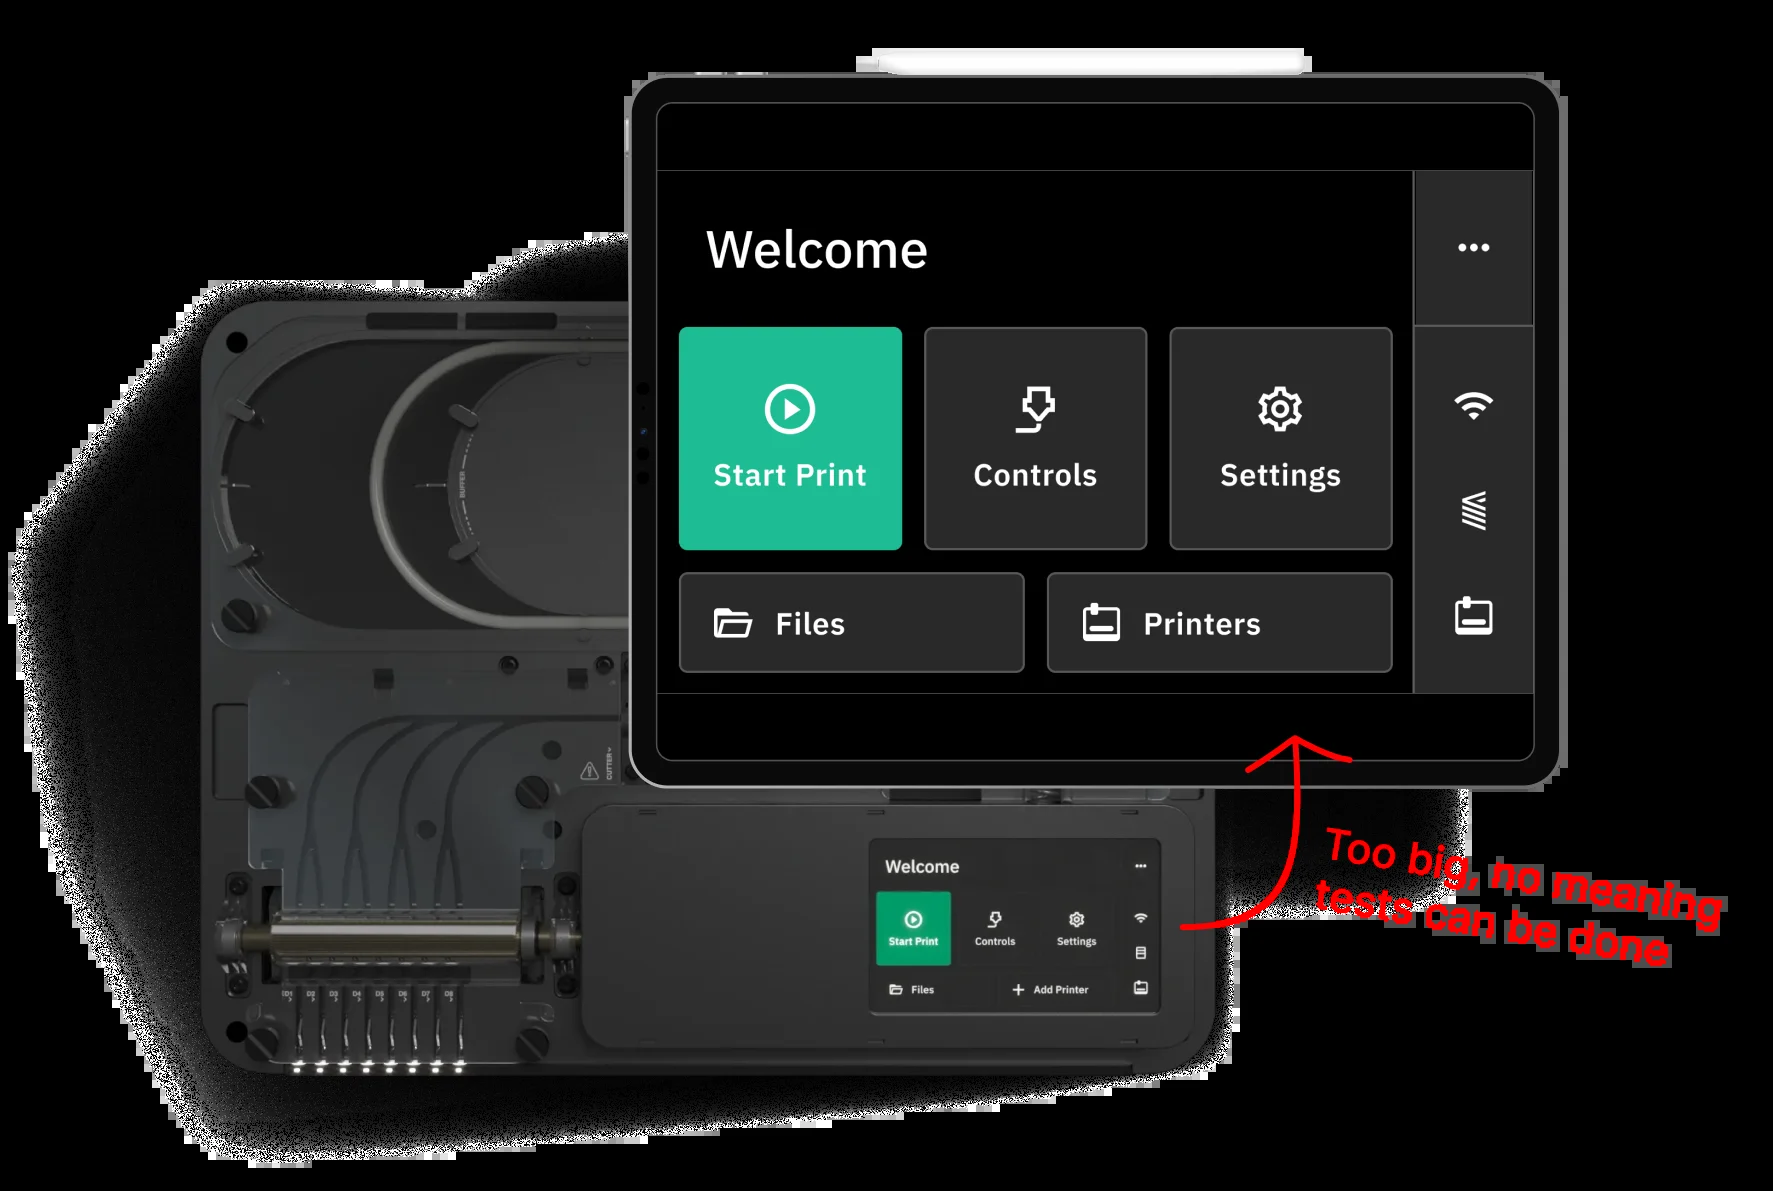 Welcome
Start Print
Controls
Settings
Files
Printers
BUFFER
CUTTER
Welcome
Start Print
Controls
Settings
Files
Add Printer
D1
D2
D3
D4
D5
D6
D7
D8
Too big, no meaning
tests can be done